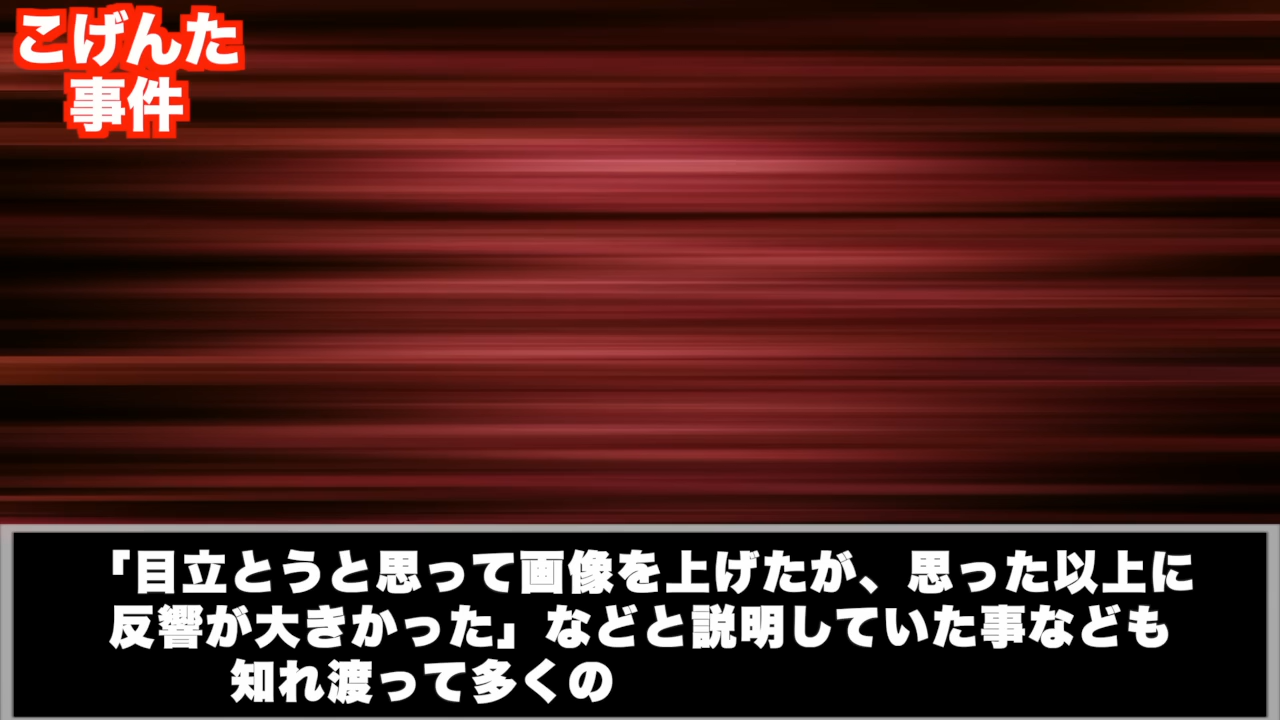 こげんた
事件
「目立とうと思って画像を上げたが、思った以上に
反響が大きかった」などと説明していた事なども
知れ渡って多くの